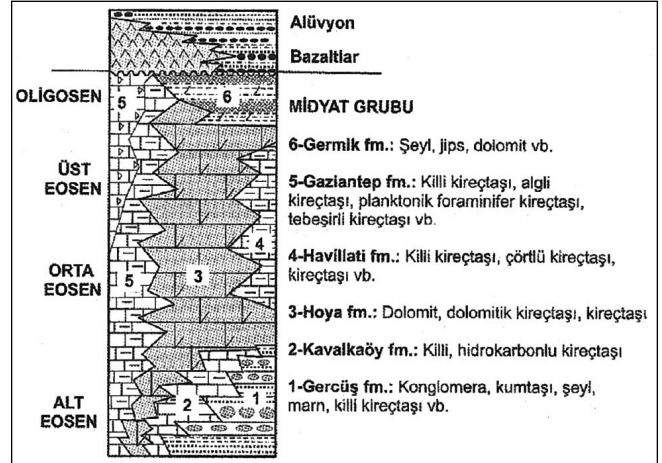 Alüvyon
Bazaltlar
OLİGOSEN
ÜST
EOSEN
ORTA
EOSEN
ALT
EOSEN
5
6
4
5
3
2
1
MİDYAT GRUBU
6-Germik fm.: Şeyl, jips, dolomit vb.
5-Gaziantep fm.: Killi kireçtaşı, algli
kireçtaşı, planktonik foraminifer kireçtaşı,
tebeşirli kireçtaşı vb.
4-Havillati fm.: Killi kireçtaşı, çörtlü kireçtaşı,
kireçtaşı vb.
3-Hoya fm.: Dolomit, dolomitik kireçtaşı, kireçtaşı
2-Kavalkaöy fm.: Killi, hidrokarbonlu kireçtaşı
1-Gercüş fm.: Konglomera, kumtaşı, şeyl,
marn, killi kireçtaşı vb.